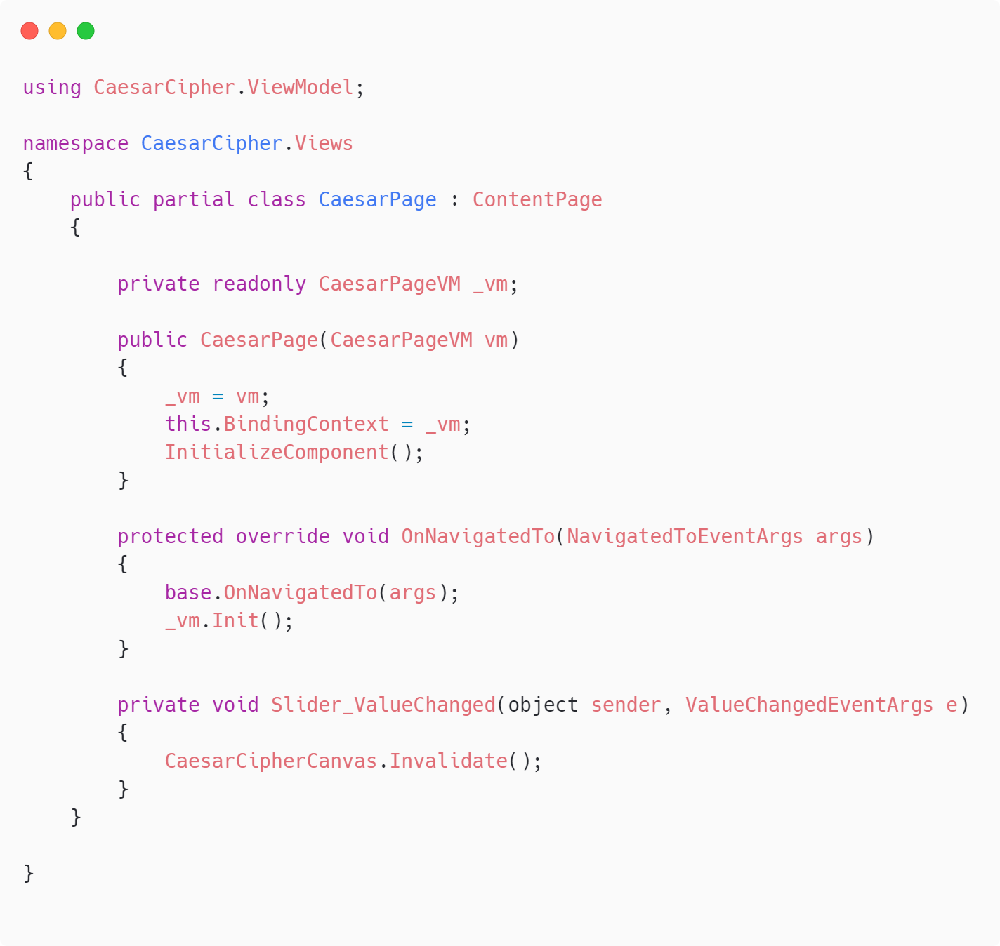 using CaesarCipher.ViewModel;

namespace CaesarCipher.Views
{
    public partial class CaesarPage : ContentPage
    {

        private readonly CaesarPageVM _vm;

        public CaesarPage(CaesarPageVM vm)
        {
            _vm = vm;
            this.BindingContext = _vm;
            InitializeComponent();
        }

        protected override void OnNavigatedTo(NavigatedToEventArgs args)
        {
            base.OnNavigatedTo(args);
            _vm.Init();
        }

        private void Slider_ValueChanged(object sender, ValueChangedEventArgs e)
        {
            CaesarCipherCanvas.Invalidate();
        }
    }

}